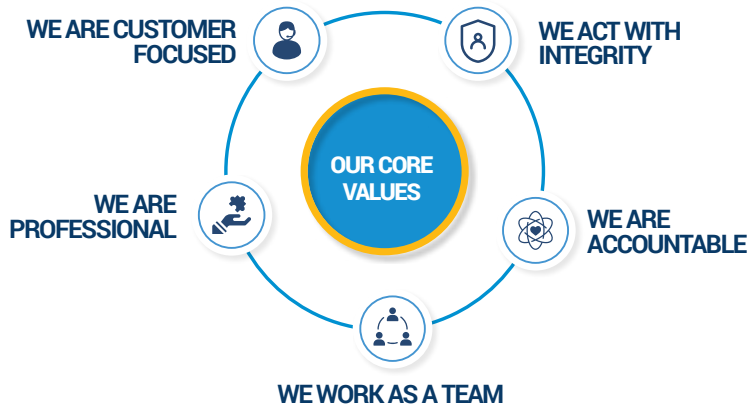 WE ARE CUSTOMER
FOCUSED
WE ACT WITH
INTEGRITY
OUR CORE
VALUES
WE ARE
PROFESSIONAL
WE ARE
ACCOUNTABLE
WE WORK AS A TEAM